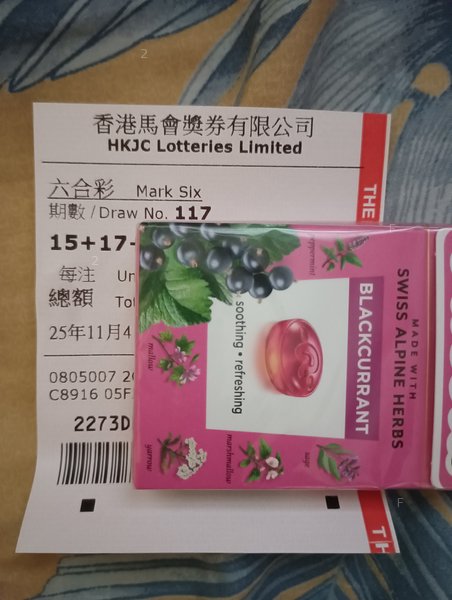 香港馬會獎券有限公司
HKJC Lotteries Limited
六合彩 Mark Six
期數 / Draw No. 117
15+17-
每注
總額
25年11月4
0805007
C8916 05F
2273D
THE
TH
peppermint
mallow
yarrow
marshmallow
sage
soothing • refreshing
BLACKCURRANT
MADE WITH
SWISS ALPINE HERBS
2
2
F